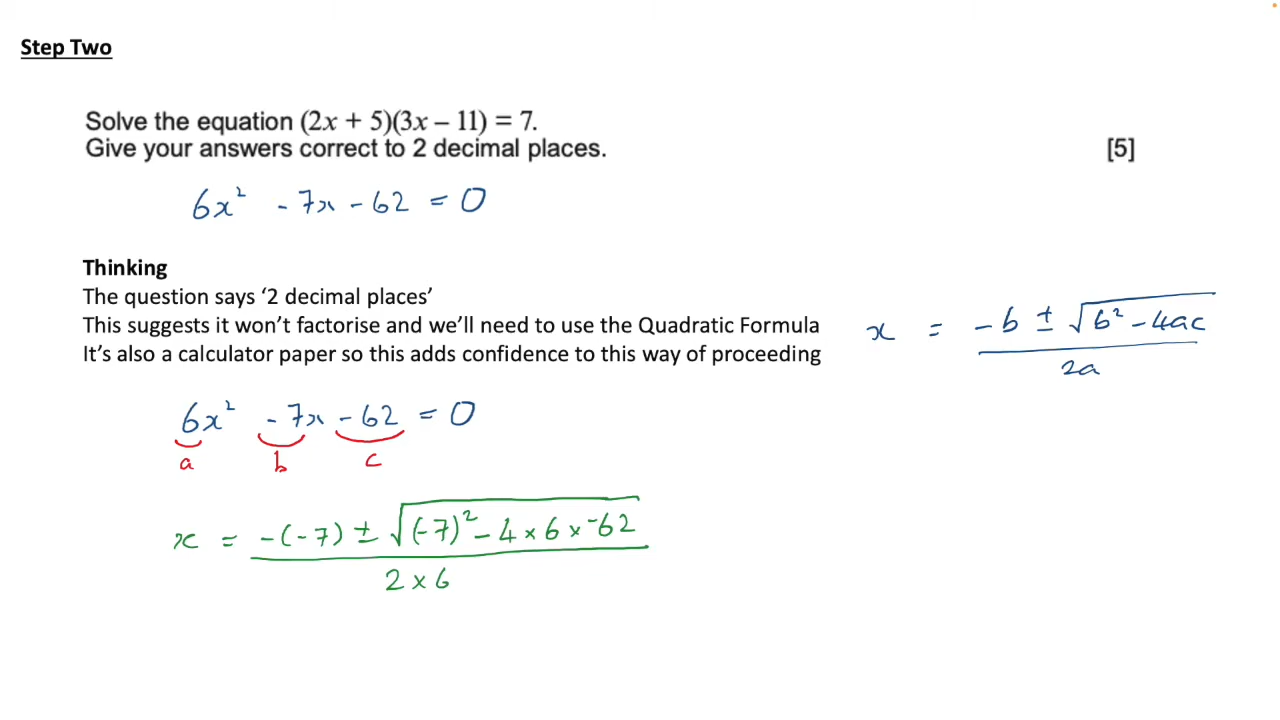 Step Two
Solve the equation (2x + 5)(3x – 11) = 7.
Give your answers correct to 2 decimal places. [5]
6x² - 7x - 62 = 0
Thinking
The question says ‘2 decimal places’
This suggests it won’t factorise and we’ll need to use the Quadratic Formula
It’s also a calculator paper so this adds confidence to this way of proceeding
x = (-b ± √(b² - 4ac)) / 2a
6x² - 7x - 62 = 0
a b c
x = (-(-7) ± √((-7)² - 4 × 6 × -62)) / (2 × 6)